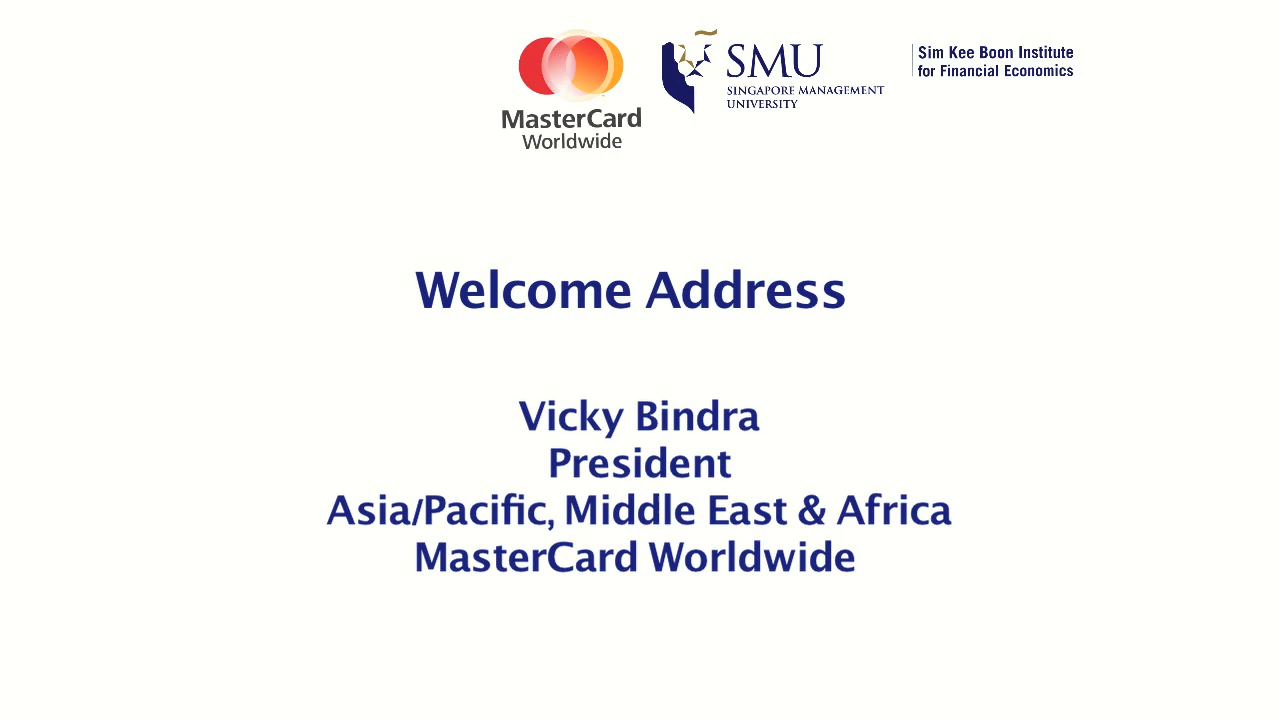 MasterCard
Worldwide
SMU
SINGAPORE MANAGEMENT
UNIVERSITY
Sim Kee Boon Institute
for Financial Economics
Welcome Address
Vicky Bindra
President
Asia/Pacific, Middle East & Africa
MasterCard Worldwide